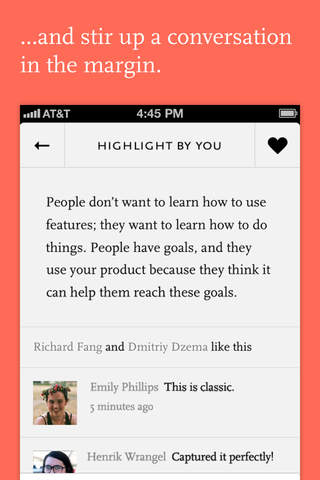 ...and stir up a conversation
in the margin.
AT&T 4:45 PM
HIGHLIGHT BY YOU
People don't want to learn how to use
features; they want to learn how to do
things. People have goals, and they
use your product because they think it
can help them reach these goals.
Richard Fang and Dmitriy Dzema like this
Emily Phillips This is classic.
5 minutes ago
Henrik Wrangel Captured it perfectly!